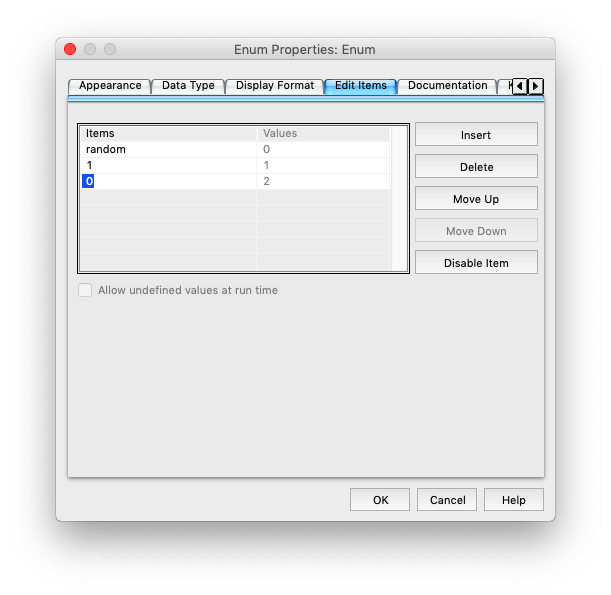 Enum Properties: Enum
Appearance Data Type Display Format Edit Items Documentation
Items Values Insert
random 0
1 1 Delete
0 2
Move Up
Move Down
Disable Item
Allow undefined values at run time
OK Cancel Help